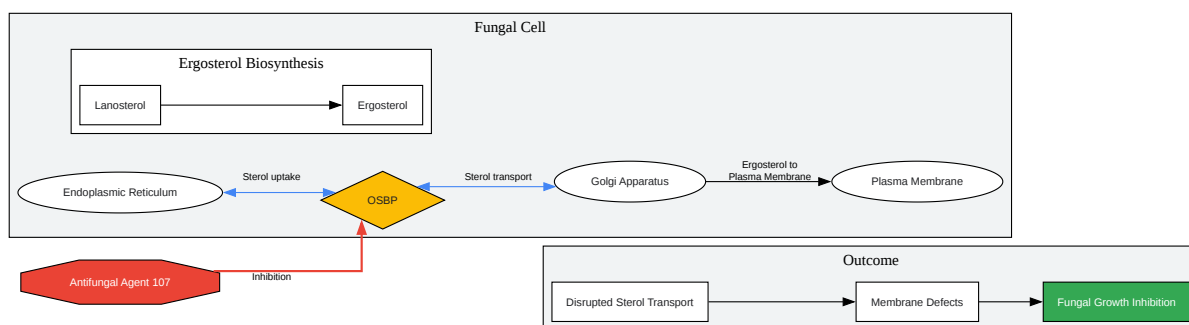 Fungal Cell
Ergosterol Biosynthesis
Lanosterol
Ergosterol
Endoplasmic Reticulum
Sterol uptake
OSBP
Sterol transport
Golgi Apparatus
Ergosterol to
Plasma Membrane
Plasma Membrane
Antifungal Agent 107
Inhibition
Outcome
Disrupted Sterol Transport
Membrane Defects
Fungal Growth Inhibition